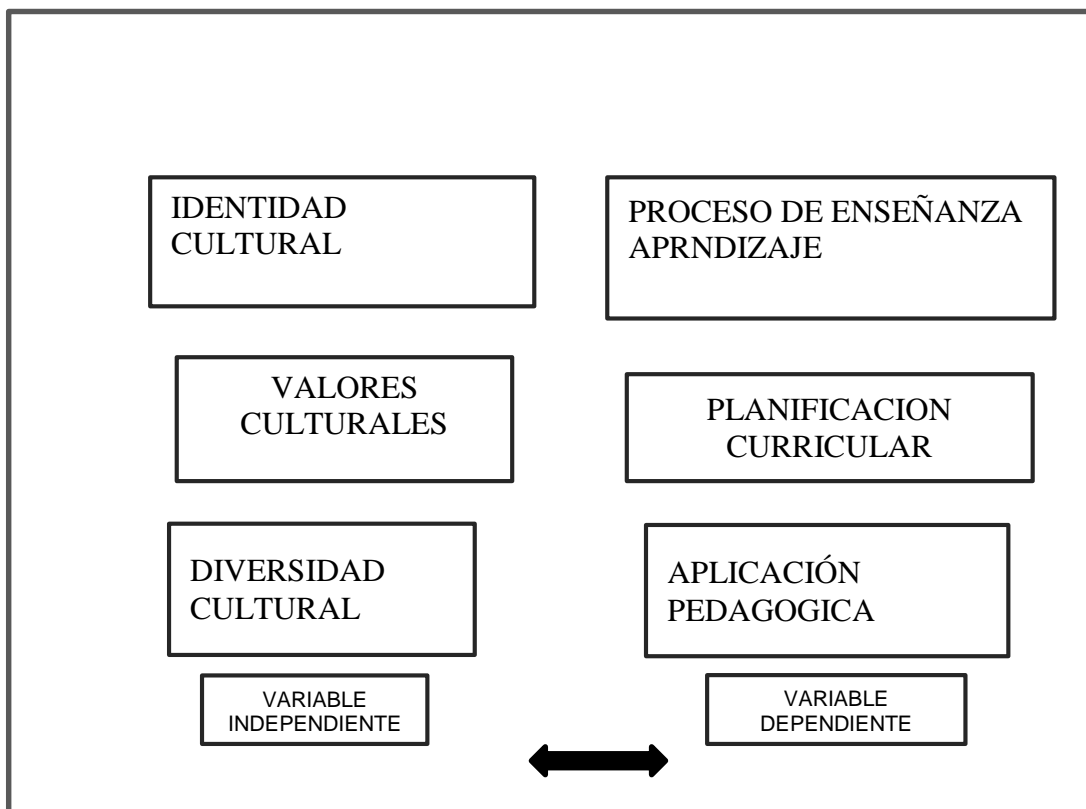 IDENTIDAD
CULTURAL
PROCESO DE ENSEÑANZA
APRNDIZAJE
VALORES
CULTURALES
PLANIFICACION
CURRICULAR
DIVERSIDAD
CULTURAL
APLICACIÓN
PEDAGOGICA
VARIABLE
INDEPENDIENTE
VARIABLE
DEPENDIENTE